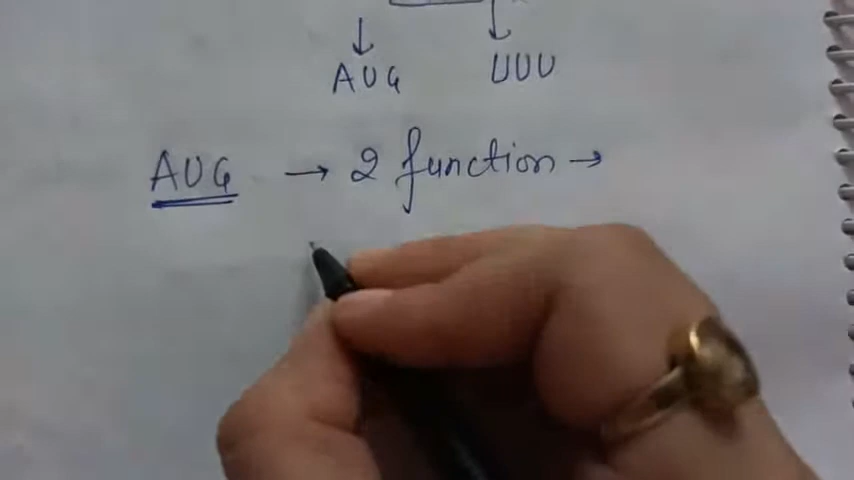 ↓ ↓
AUG UUU
AUG → 2 function →